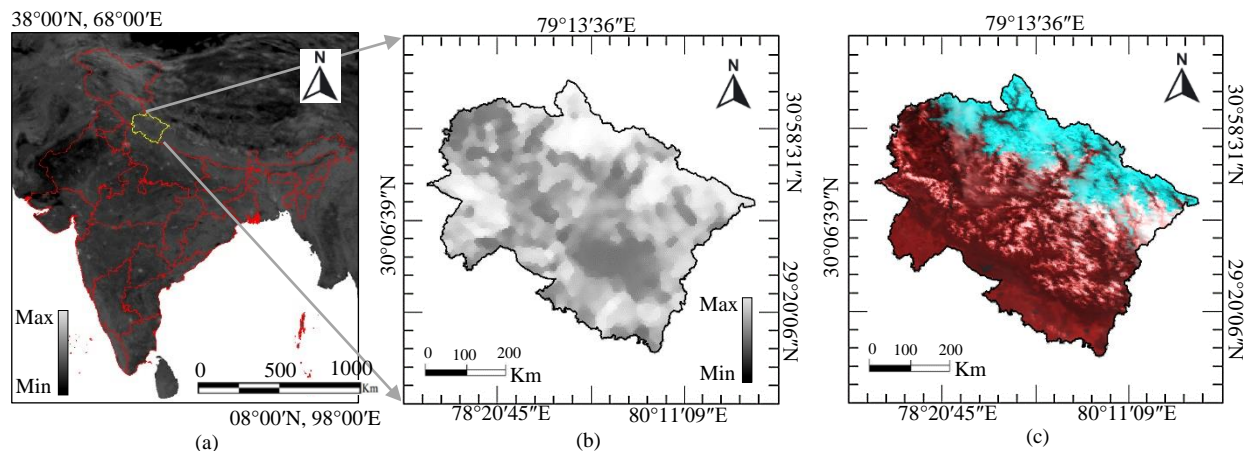 38°00′N, 68°00′E
N
Max
Min
0 500 1000
Km
08°00′N, 98°00′E
(a)
79°13′36″E
N
30°58′31″N
30°06′39″N
29°20′06″N
Max
Min
0 100 200
Km
78°20′45″E 80°11′09″E
(b)
79°13′36″E
N
30°58′31″N
30°06′39″N
29°20′06″N
0 100 200
Km
78°20′45″E 80°11′09″E
(c)